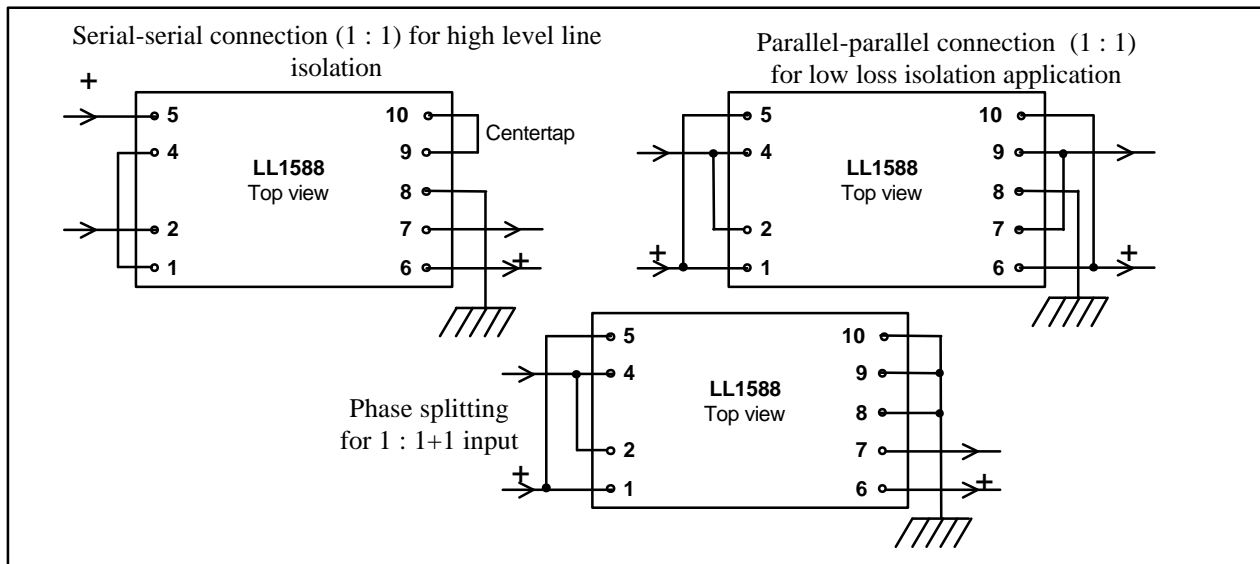 Serial-serial connection (1 : 1) for high level line
isolation
+
5
4
2
1
LL1588
Top view
10
9
8
7
6
Centertap
+
Parallel-parallel connection (1 : 1)
for low loss isolation application
5
4
2
1
+
LL1588
Top view
10
9
8
7
6
+
Phase splitting
for 1 : 1+1 input
+
5
4
2
1
LL1588
Top view
10
9
8
7
6
+